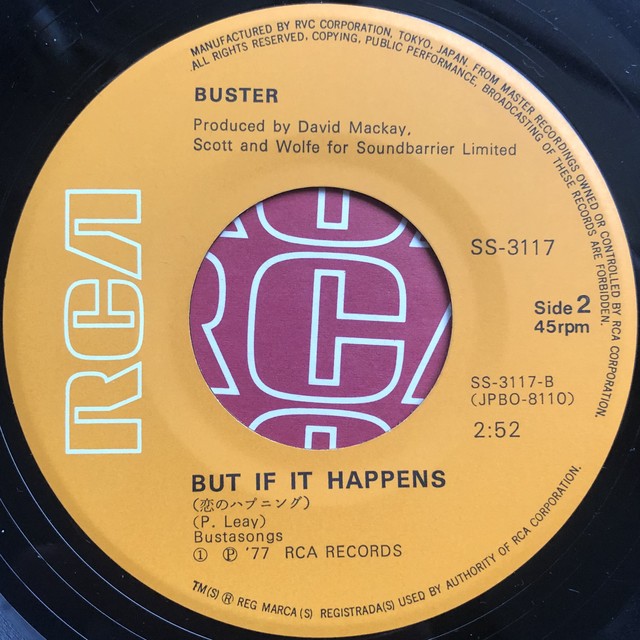 MANUFACTURED BY RVC CORPORATION, TOKYO, JAPAN. FROM MASTER RECORDINGS OWNED OR CONTROLLED BY RCA CORPORATION.
ALL RIGHTS RESERVED, COPYING, PUBLIC PERFORMANCE, BROADCASTING OF THESE RECORDS ARE FORBIDDEN.
BUSTER
Produced by David Mackay,
Scott and Wolfe for Soundbarrier Limited
RCA
SS-3117
Side 2
45rpm
SS-3117-B
(JPBO-8110)
2:52
RCA
BUT IF IT HAPPENS
(恋のハプニング)
(P. Leay)
Bustasongs
① ℗ '77 RCA RECORDS
TM(S) ® REG MARCA(S) REGISTRADA(S) USED BY AUTHORITY OF RCA CORPORATION.